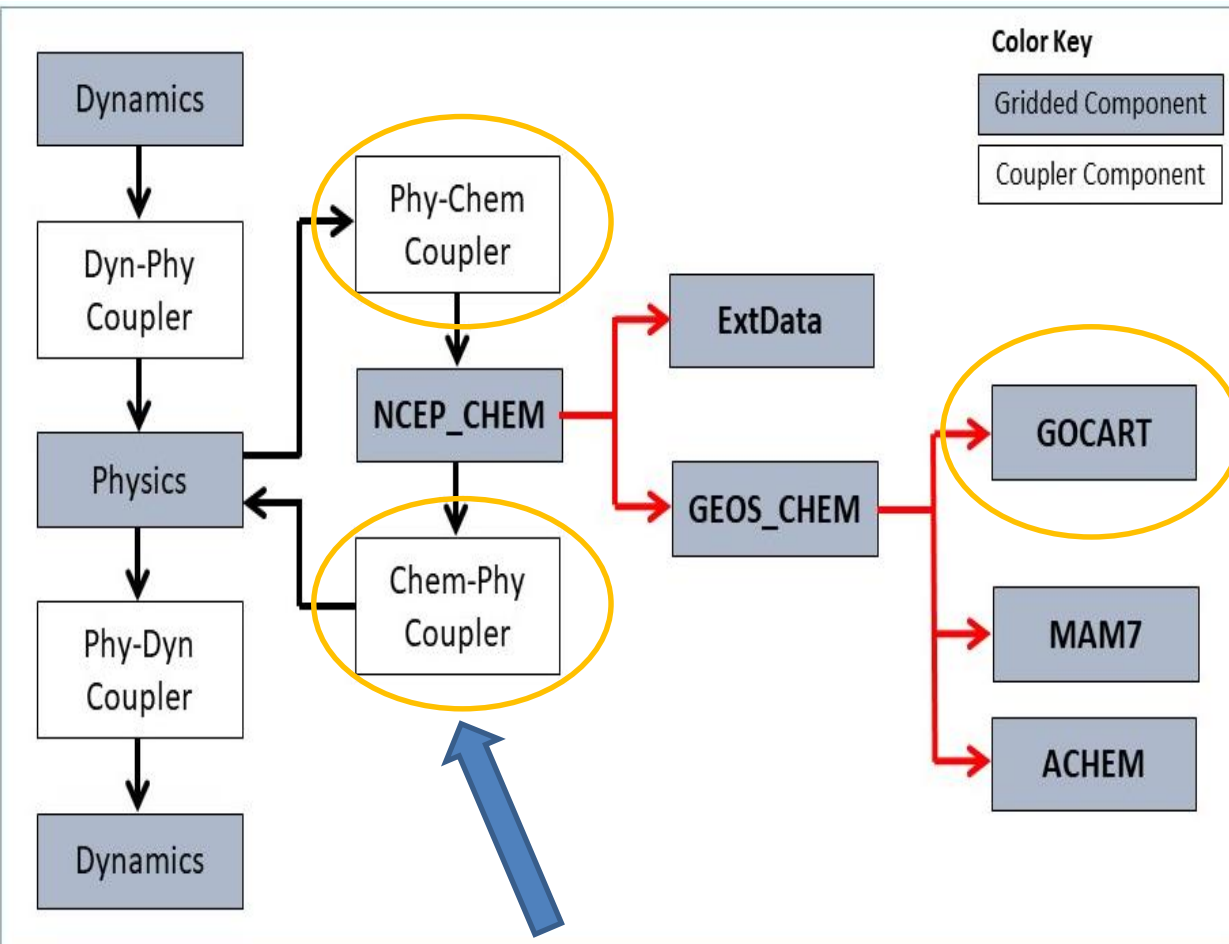 Color Key
Gridded Component
Coupler Component
Dynamics
Dyn-Phy
Coupler
Physics
Phy-Dyn
Coupler
Dynamics
Phy-Chem
Coupler
NCEP_CHEM
Chem-Phy
Coupler
ExtData
GEOS_CHEM
GOCART
MAM7
ACHEM